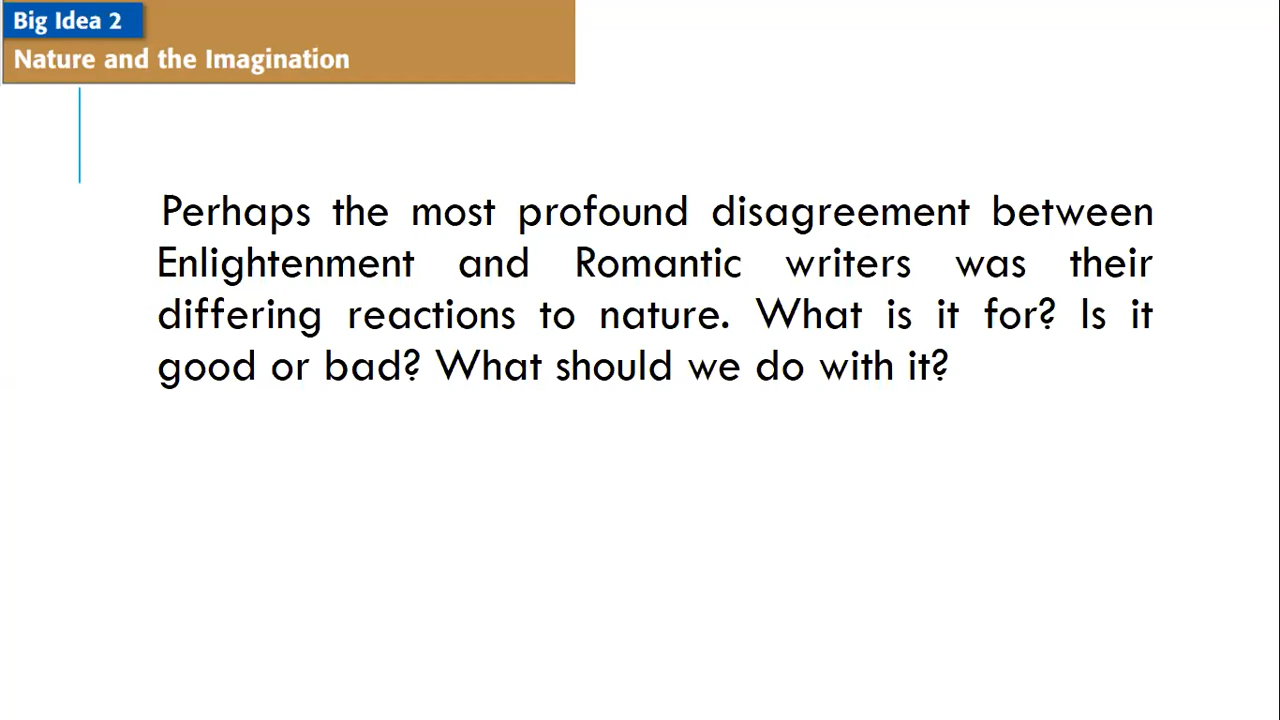 Big Idea 2
Nature and the Imagination
Perhaps the most profound disagreement between
Enlightenment and Romantic writers was their
differing reactions to nature. What is it for? Is it
good or bad? What should we do with it?